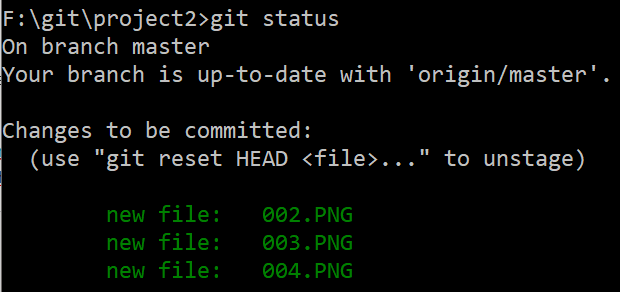 F:\git\project2>git status
On branch master
Your branch is up-to-date with 'origin/master'.
Changes to be committed:
  (use "git reset HEAD <file>..." to unstage)
        new file:   002.PNG
        new file:   003.PNG
        new file:   004.PNG